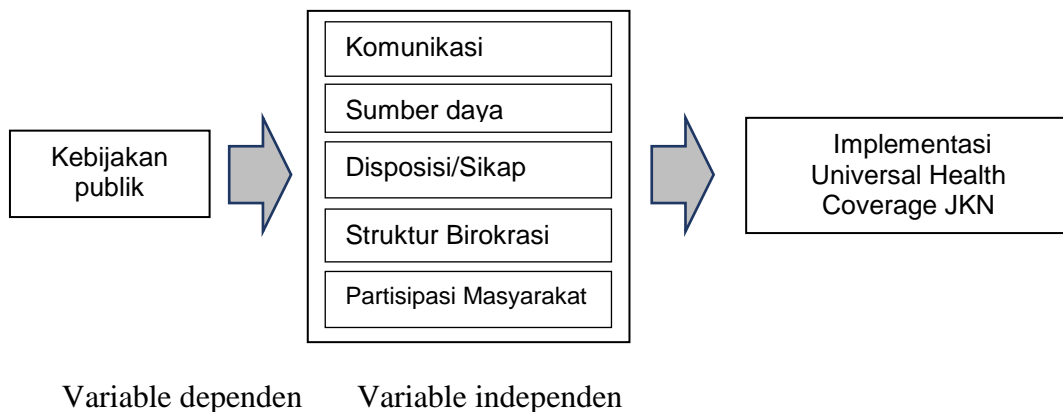 Kebijakan
publik
Komunikasi
Sumber daya
Disposisi/Sikap
Struktur Birokrasi
Partisipasi Masyarakat
Implementasi
Universal Health
Coverage JKN
Variable dependen Variable independen